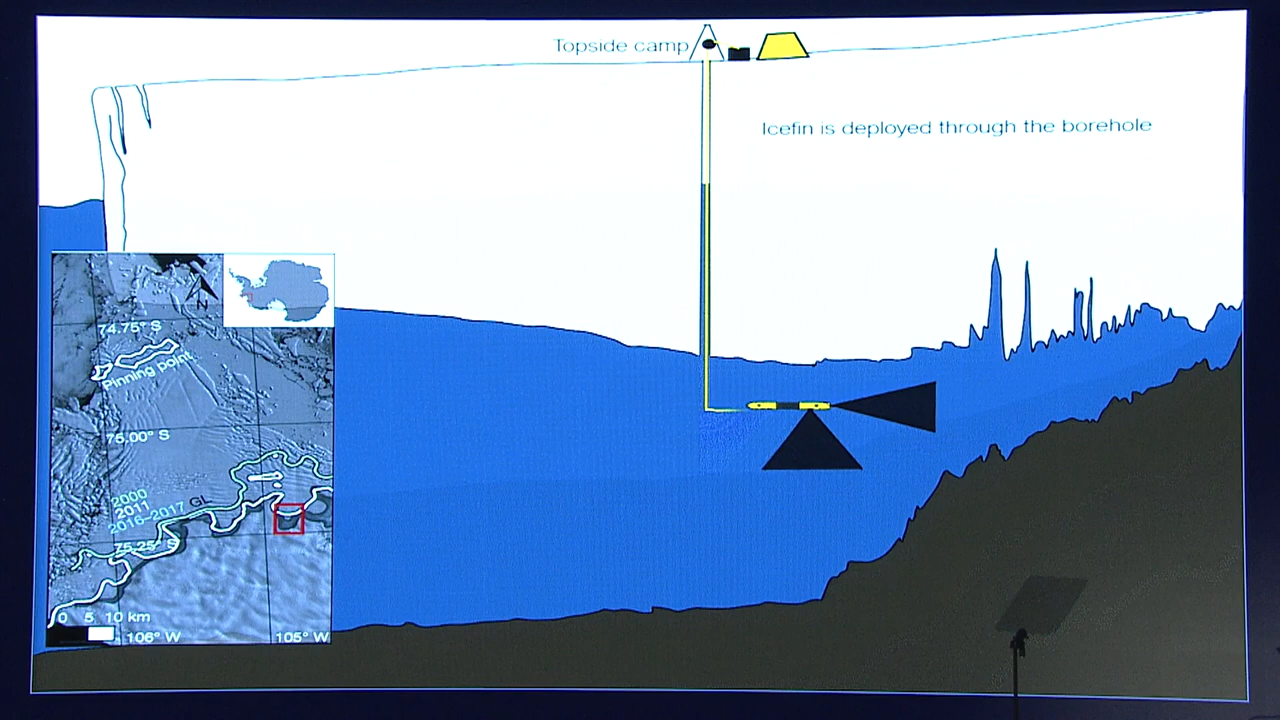 Topside camp
Icefin is deployed through the borehole
N
74.75° S
Pinning point
75.00° S
2000
2011
2016-2017
GL
75.25° S
0 5 10 km
106° W
105° W